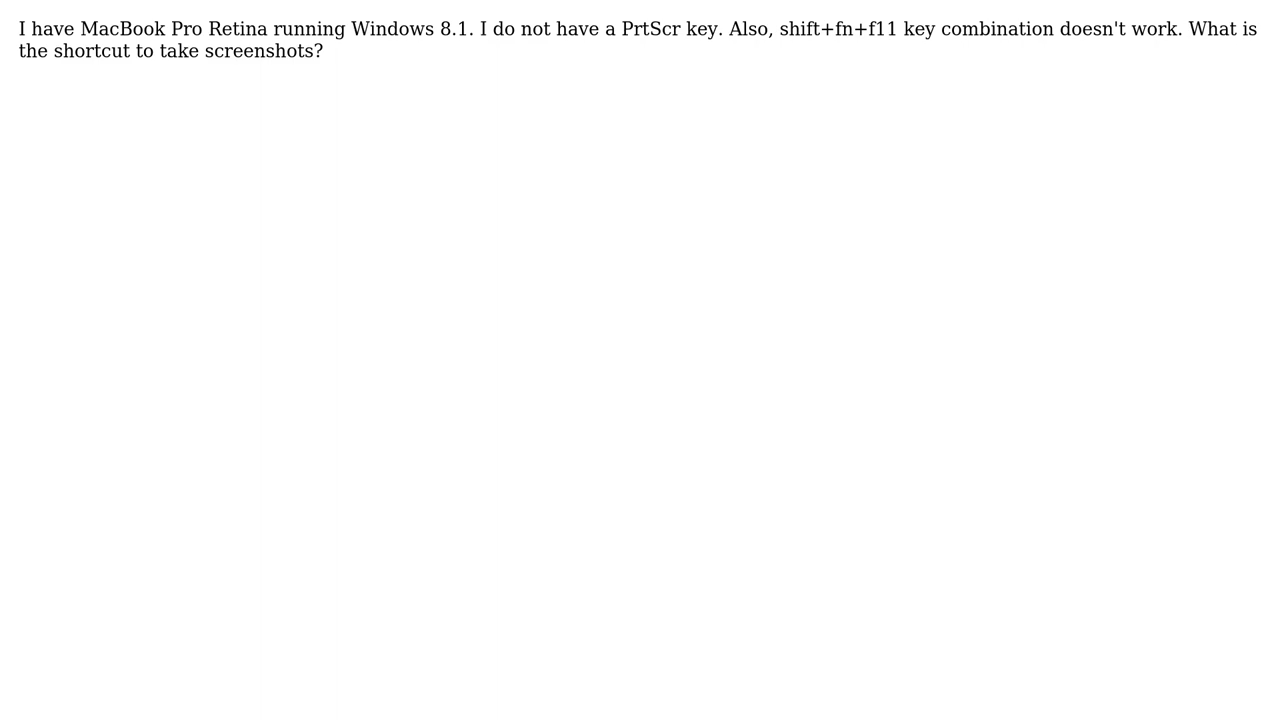 I have MacBook Pro Retina running Windows 8.1. I do not have a PrtScr key. Also, shift+fn+f11 key combination doesn't work. What is
the shortcut to take screenshots?